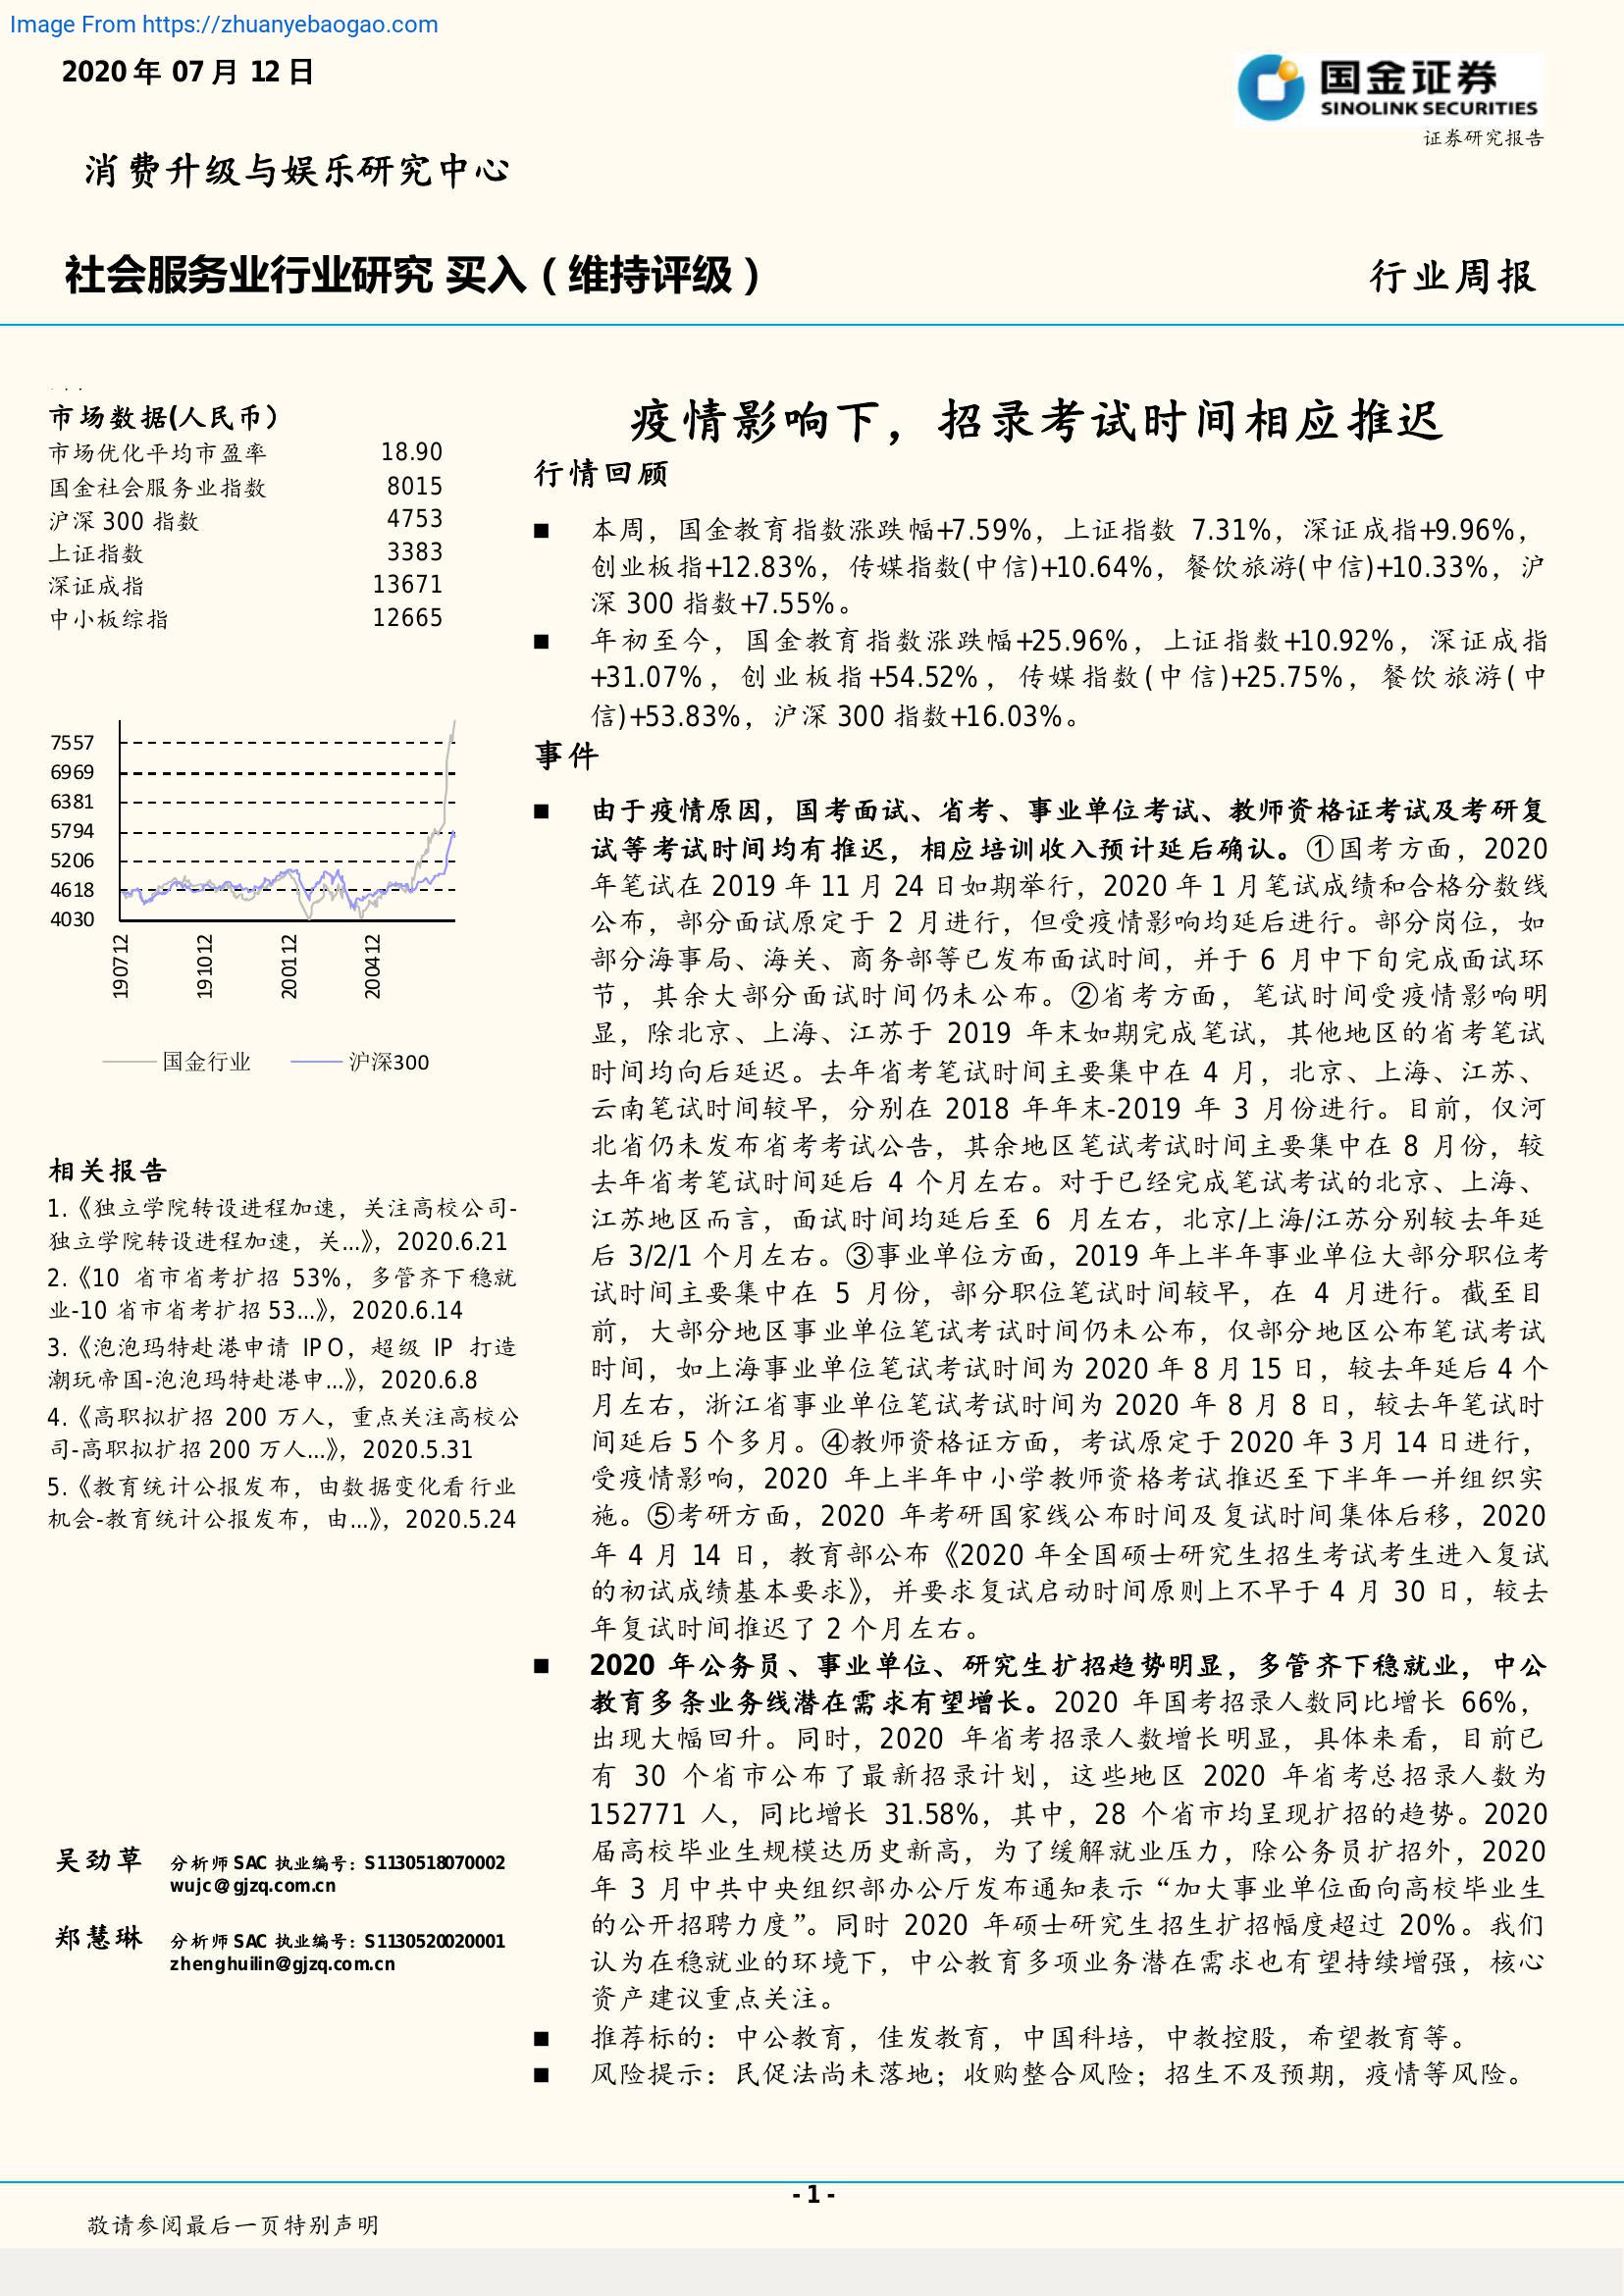 Image From https://zhuanyebaogao.com
2020 年 07 月 12 日
国金证券
SINOLINK SECURITIES
证券研究报告
消费升级与娱乐研究中心
社会服务业行业研究 买入（维持评级）
行业周报
市场数据(人民币）
市场优化平均市盈率 18.90
国金社会服务业指数 8015
沪深 300 指数 4753
上证指数 3383
深证成指 13671
中小板综指 12665
7557
6969
6381
5794
5206
4618
4030
190712
191012
200112
200412
国金行业 沪深300
相关报告
1.《独立学院转设进程加速，关注高校公司-
独立学院转设进程加速，关...》，2020.6.21
2.《10 省市省考扩招 53%，多管齐下稳就
业-10 省市省考扩招 53...》，2020.6.14
3.《泡泡玛特赴港申请 IPO，超级 IP 打造
潮玩帝国-泡泡玛特赴港申...》，2020.6.8
4.《高职拟扩招 200 万人，重点关注高校公
司-高职拟扩招 200 万人...》，2020.5.31
5.《教育统计公报发布，由数据变化看行业
机会-教育统计公报发布，由...》，2020.5.24
吴劲草 分析师 SAC 执业编号：S1130518070002
wujc@gjzq.com.cn
郑慧琳 分析师 SAC 执业编号：S1130520020001
zhenghuilin@gjzq.com.cn
疫情影响下，招录考试时间相应推迟
行情回顾
■ 本周，国金教育指数涨跌幅+7.59%，上证指数 7.31%，深证成指+9.96%，
创业板指+12.83%，传媒指数(中信)+10.64%，餐饮旅游(中信)+10.33%，沪
深 300 指数+7.55%。
■ 年初至今，国金教育指数涨跌幅+25.96%，上证指数+10.92%，深证成指
+31.07%，创业板指+54.52%，传媒指数(中信)+25.75%，餐饮旅游(中
信)+53.83%，沪深 300 指数+16.03%。
事件
■ 由于疫情原因，国考面试、省考、事业单位考试、教师资格证考试及考研复
试等考试时间均有推迟，相应培训收入预计延后确认。①国考方面，2020
年笔试在 2019 年 11 月 24 日如期举行，2020 年 1 月笔试成绩和合格分数线
公布，部分面试原定于 2 月进行，但受疫情影响均延后进行。部分岗位，如
部分海事局、海关、商务部等已发布面试时间，并于 6 月中下旬完成面试环
节，其余大部分面试时间仍未公布。②省考方面，笔试时间受疫情影响明
显，除北京、上海、江苏于 2019 年末如期完成笔试，其他地区的省考笔试
时间均向后延迟。去年省考笔试时间主要集中在 4 月，北京、上海、江苏、
云南笔试时间较早，分别在 2018 年年末-2019 年 3 月份进行。目前，仅河
北省仍未发布省考考试公告，其余地区笔试考试时间主要集中在 8 月份，较
去年省考笔试时间延后 4 个月左右。对于已经完成笔试考试的北京、上海、
江苏地区而言，面试时间均延后至 6 月左右，北京/上海/江苏分别较去年延
后 3/2/1 个月左右。③事业单位方面，2019 年上半年事业单位大部分职位考
试时间主要集中在 5 月份，部分职位笔试时间较早，在 4 月进行。截至目
前，大部分地区事业单位笔试考试时间仍未公布，仅部分地区公布笔试考试
时间，如上海事业单位笔试考试时间为 2020 年 8 月 15 日，较去年延后 4 个
月左右，浙江省事业单位笔试考试时间为 2020 年 8 月 8 日，较去年笔试时
间延后 5 个多月。④教师资格证方面，考试原定于 2020 年 3 月 14 日进行，
受疫情影响，2020 年上半年中小学教师资格考试推迟至下半年一并组织实
施。⑤考研方面，2020 年考研国家线公布时间及复试时间集体后移，2020
年 4 月 14 日，教育部公布《2020 年全国硕士研究生招生考试考生进入复试
的初试成绩基本要求》，并要求复试启动时间原则上不早于 4 月 30 日，较去
年复试时间推迟了 2 个月左右。
■ 2020 年公务员、事业单位、研究生扩招趋势明显，多管齐下稳就业，中公
教育多条业务线潜在需求有望增长。2020 年国考招录人数同比增长 66%，
出现大幅回升。同时，2020 年省考招录人数增长明显，具体来看，目前已
有 30 个省市公布了最新招录计划，这些地区 2020 年省考总招录人数为
152771 人，同比增长 31.58%，其中，28 个省市均呈现扩招的趋势。2020
届高校毕业生规模达历史新高，为了缓解就业压力，除公务员扩招外，2020
年 3 月中共中央组织部办公厅发布通知表示“加大事业单位面向高校毕业生
的公开招聘力度”。同时 2020 年硕士研究生招生扩招幅度超过 20%。我们
认为在稳就业的环境下，中公教育多项业务潜在需求也有望持续增强，核心
资产建议重点关注。
■ 推荐标的：中公教育，佳发教育，中国科培，中教控股，希望教育等。
■ 风险提示：民促法尚未落地；收购整合风险；招生不及预期，疫情等风险。
- 1 -
敬请参阅最后一页特别声明